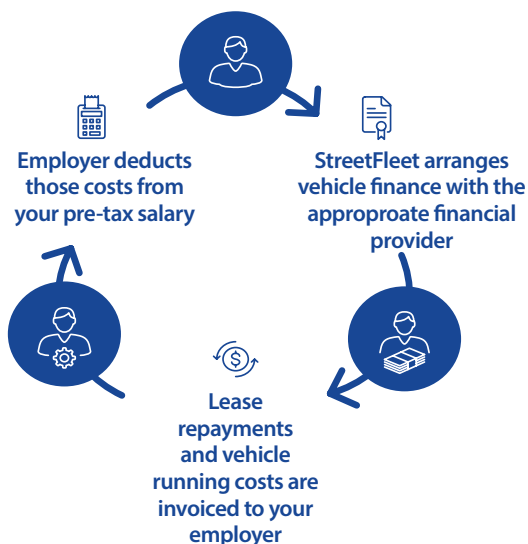 Employer deducts
those costs from
your pre-tax salary
StreetFleet arranges
vehicle finance with the
approproate financial
provider
$
Lease
repayments
and vehicle
running costs are
invoiced to your
employer